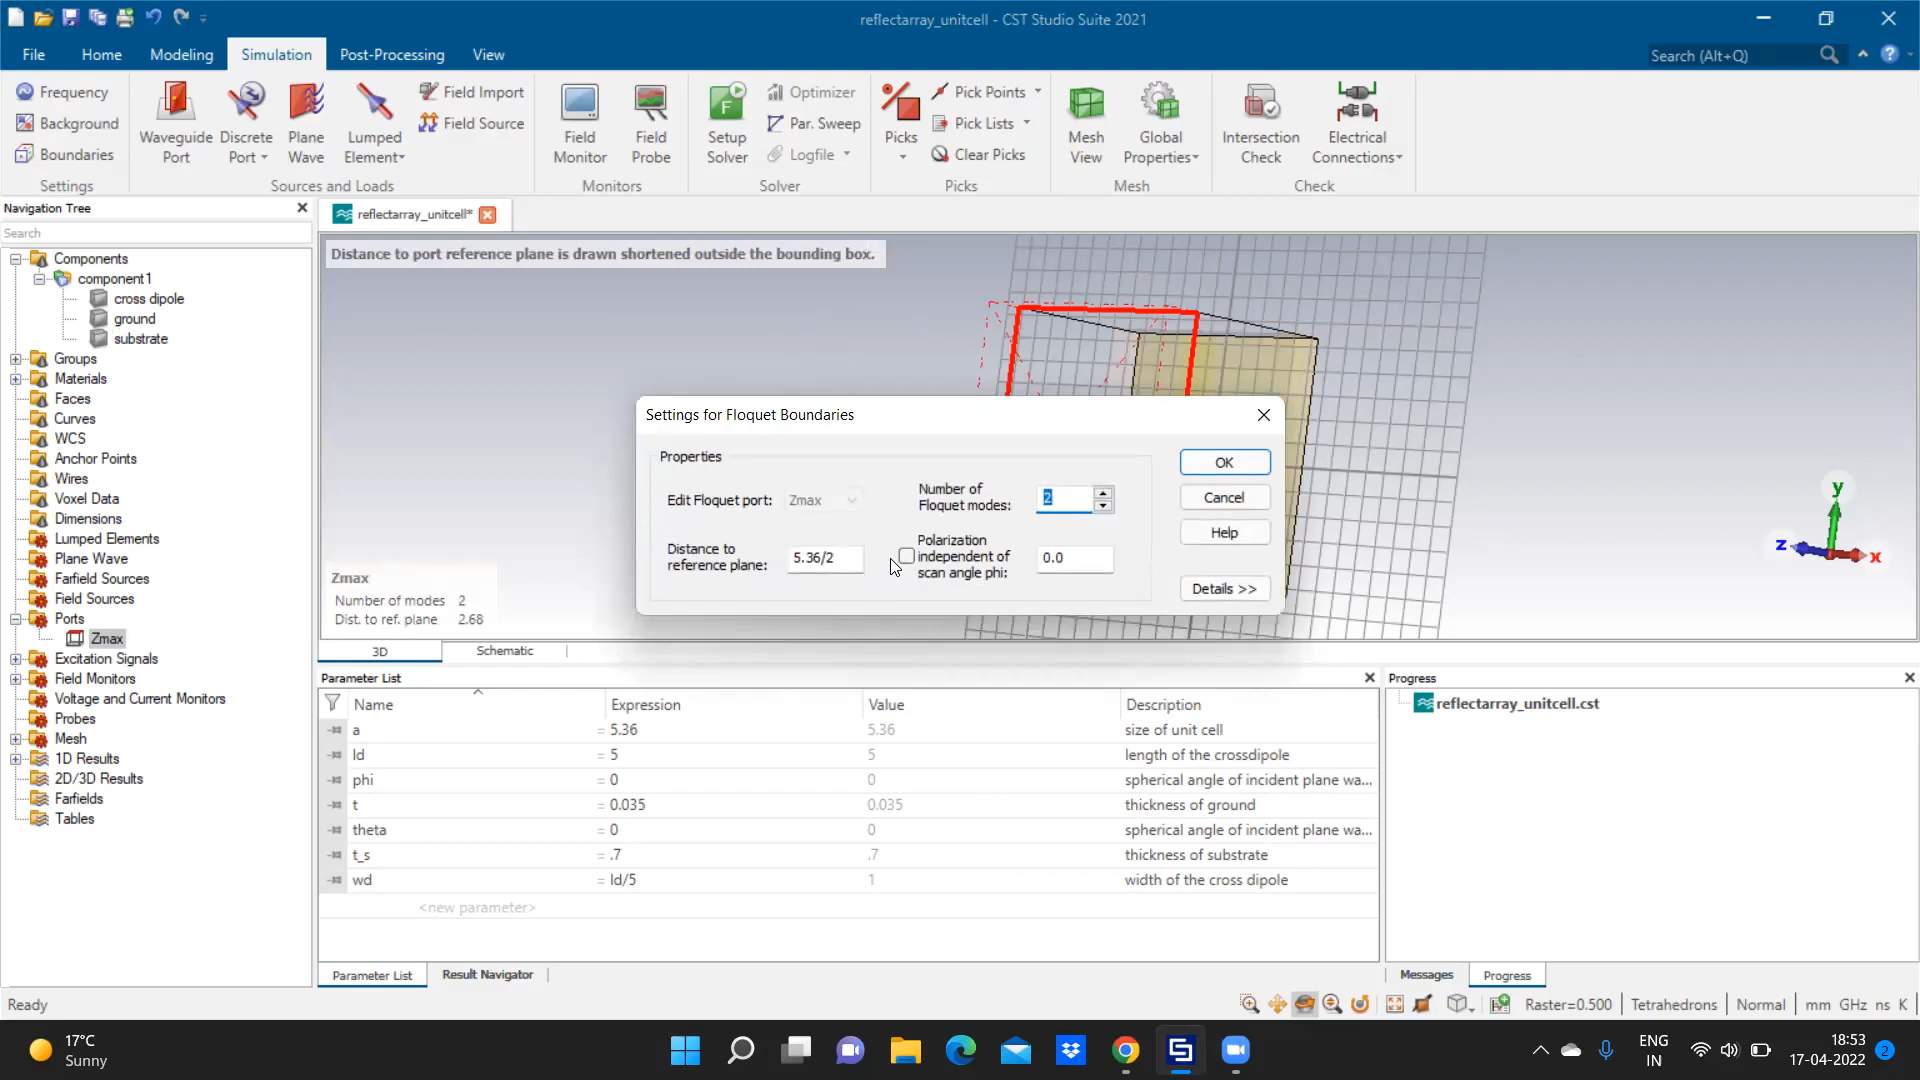 reflectarray_unitcell - CST Studio Suite 2021
File
Home
Modeling
Simulation
Post-Processing
View
Search (Alt+Q)
Frequency
Background
Boundaries
Settings
Waveguide
Port
Discrete
Port
Plane
Wave
Lumped
Element
Field Import
Field Source
Sources and Loads
Field
Monitor
Field
Probe
Monitors
Setup
Solver
Optimizer
Par. Sweep
Logfile
Solver
Picks
Pick Points
Pick Lists
Clear Picks
Picks
Mesh
View
Global
Properties
Mesh
Intersection
Check
Electrical
Connections
Check
Navigation Tree
Search
Components
component1
cross dipole
ground
substrate
Groups
Materials
Faces
Curves
WCS
Anchor Points
Wires
Voxel Data
Dimensions
Lumped Elements
Plane Wave
Farfield Sources
Field Sources
Ports
Zmax
Excitation Signals
Field Monitors
Voltage and Current Monitors
Probes
Mesh
1D Results
2D/3D Results
Farfields
Tables
reflectarray_unitcell*
Distance to port reference plane is drawn shortened outside the bounding box.
Zmax
Number of modes 2
Dist. to ref. plane 2.68
y
z
x
Settings for Floquet Boundaries
Properties
Edit Floquet port: Zmax
Number of
Floquet modes: 2
Distance to
reference plane: 5.36/2
Polarization
independent of
scan angle phi: 0.0
OK
Cancel
Help
Details >>
3D
Schematic
Parameter List
Name Expression Value Description
a = 5.36 5.36 size of unit cell
ld = 5 5 length of the crossdipole
phi = 0 0 spherical angle of incident plane wa...
t = 0.035 0.035 thickness of ground
theta = 0 0 spherical angle of incident plane wa...
t_s = .7 .7 thickness of substrate
wd = ld/5 1 width of the cross dipole
<new parameter>
Parameter List
Result Navigator
Progress
reflectarray_unitcell.cst
Messages
Progress
Ready
Raster=0.500 Tetrahedrons Normal mm GHz ns K
17°C
Sunny
ENG
IN
18:53
17-04-2022
2